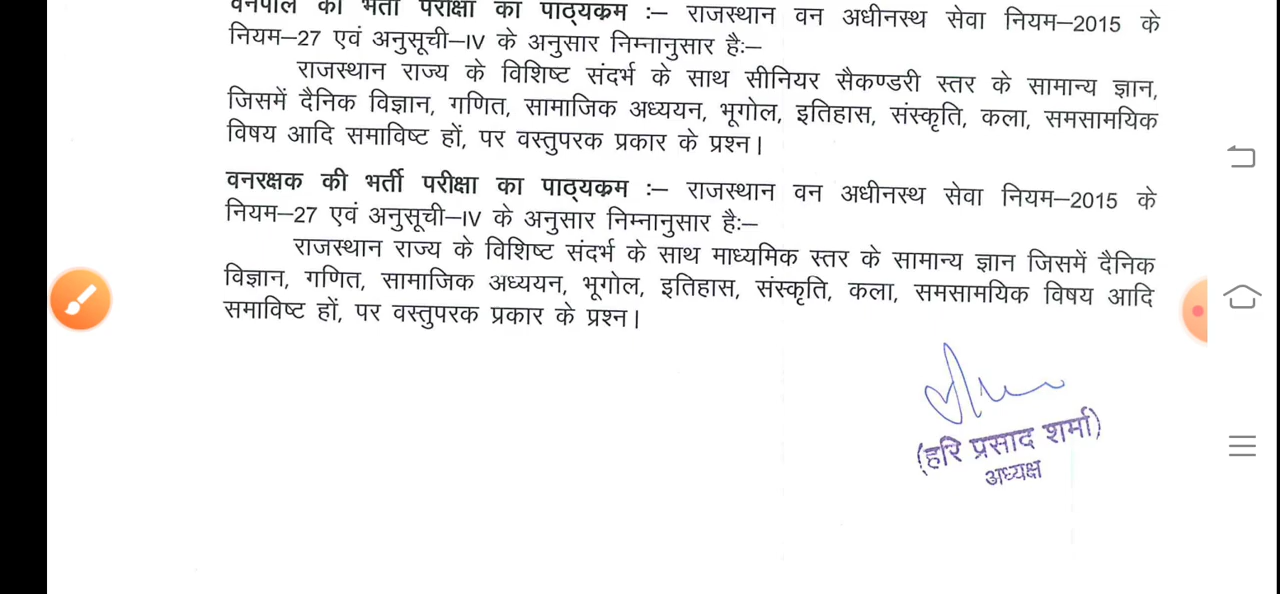 वनपाल की भर्ती परीक्षा का पाठ्यक्रम :– राजस्थान वन अधीनस्थ सेवा नियम–2015 के
नियम–27 एवं अनुसूची–IV के अनुसार निम्नानुसार हैः–
राजस्थान राज्य के विशिष्ट संदर्भ के साथ सीनियर सैकण्डरी स्तर के सामान्य ज्ञान,
जिसमें दैनिक विज्ञान, गणित, सामाजिक अध्ययन, भूगोल, इतिहास, संस्कृति, कला, समसामयिक
विषय आदि समाविष्ट हों, पर वस्तुपरक प्रकार के प्रश्न।
वनरक्षक की भर्ती परीक्षा का पाठ्यक्रम :– राजस्थान वन अधीनस्थ सेवा नियम–2015 के
नियम–27 एवं अनुसूची–IV के अनुसार निम्नानुसार हैः–
राजस्थान राज्य के विशिष्ट संदर्भ के साथ माध्यमिक स्तर के सामान्य ज्ञान जिसमें दैनिक
विज्ञान, गणित, सामाजिक अध्ययन, भूगोल, इतिहास, संस्कृति, कला, समसामयिक विषय आदि
समाविष्ट हों, पर वस्तुपरक प्रकार के प्रश्न।
(हरि प्रसाद शर्मा)
अध्यक्ष